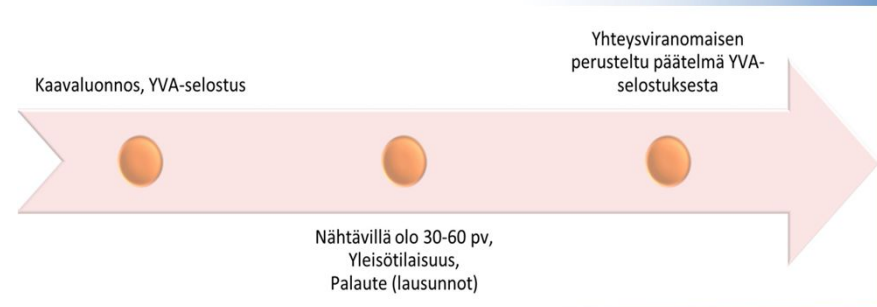 Kaavaluonnos, YVA-selostus
Nähtävillä olo 30-60 pv,
Yleisötilaisuus,
Palaute (lausunnot)
Yhteysviranomaisen
perusteltu päätelmä YVA-
selostuksesta